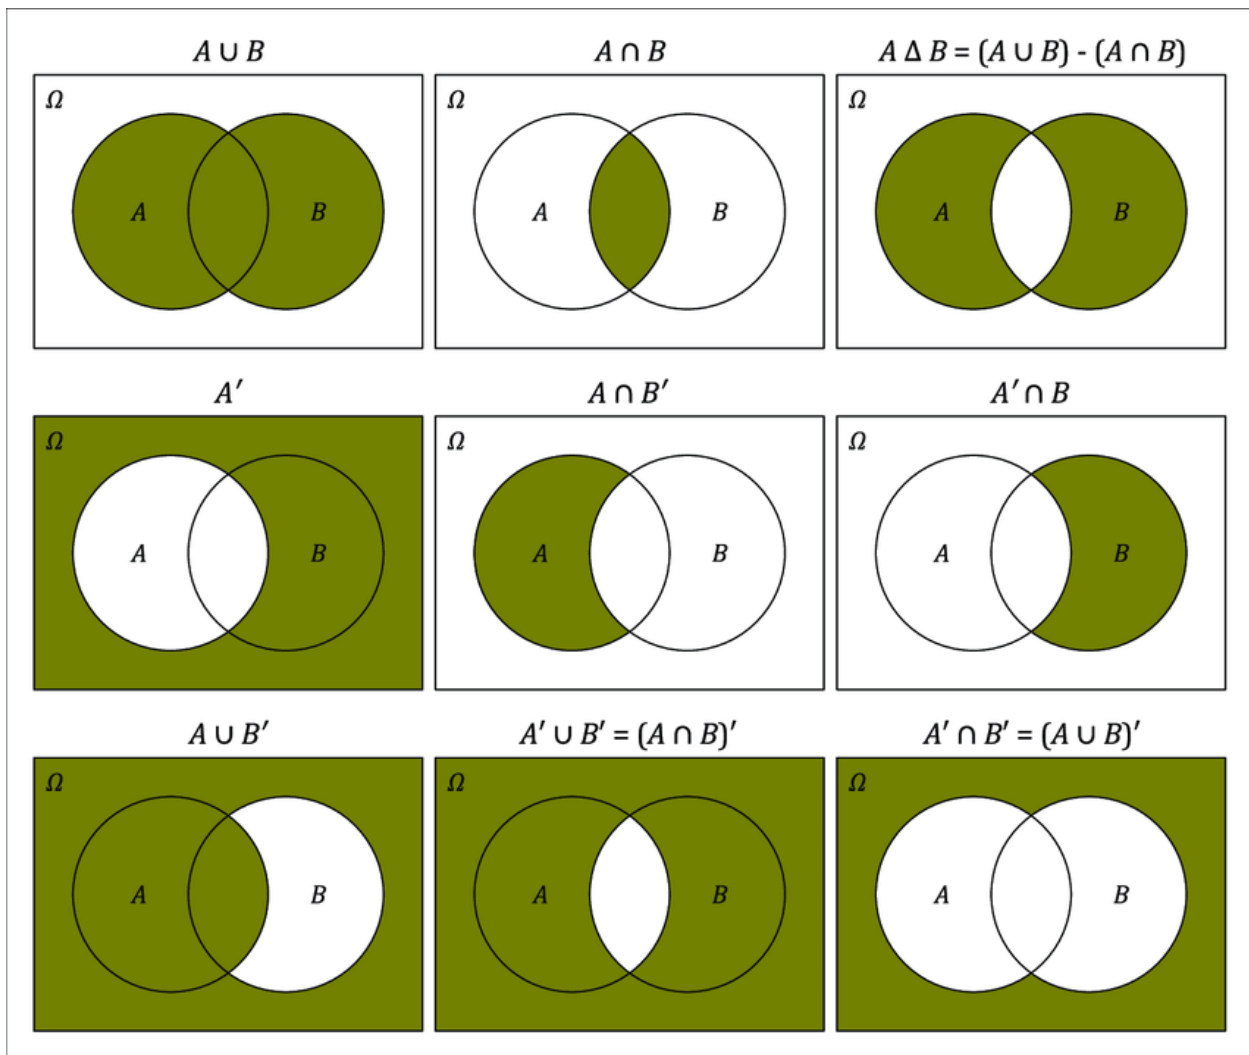 A ∪ B
A ∩ B
A Δ B = (A ∪ B) - (A ∩ B)
Ω
A
B
Ω
A
B
Ω
A
B
A′
A ∩ B′
A′ ∩ B
Ω
A
B
Ω
A
B
Ω
A
B
A ∪ B′
A′ ∪ B′ = (A ∩ B)′
A′ ∩ B′ = (A ∪ B)′
Ω
A
B
Ω
A
B
Ω
A
B